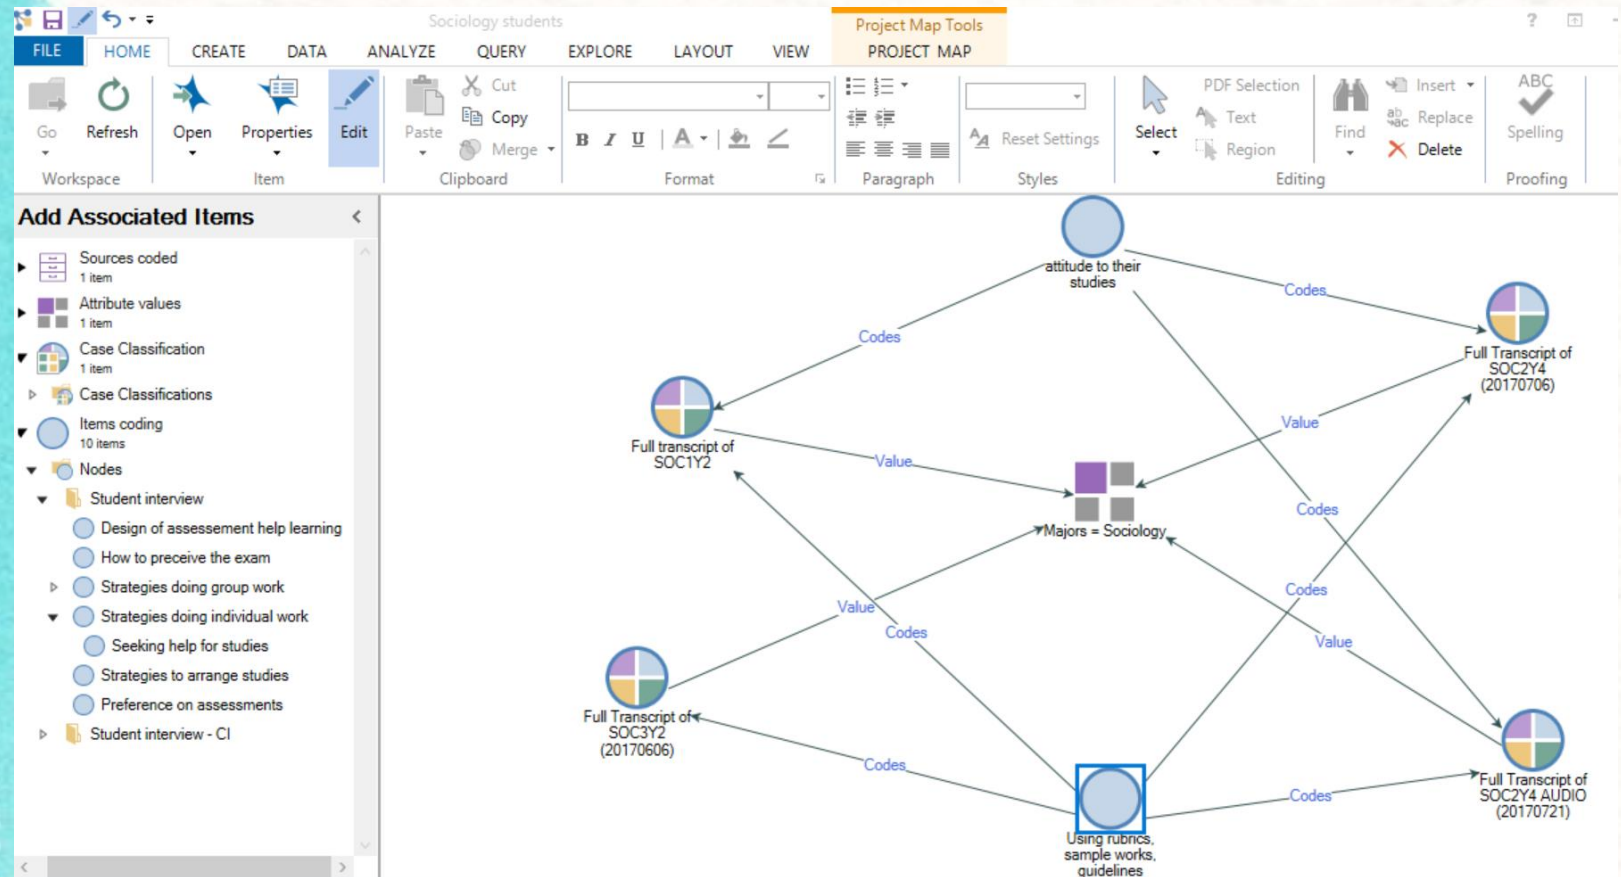 Sociology students
Project Map Tools
?
FILE HOME CREATE DATA ANALYZE QUERY EXPLORE LAYOUT VIEW PROJECT MAP
Go
Refresh
Open
Properties
Edit
Paste
Cut
Copy
Merge
B I U A
A A Reset Settings
Select
PDF Selection
Text
Region
Find
Insert
Replace
Delete
ABC
Spelling
Workspace
Item
Clipboard
Format
Paragraph
Styles
Editing
Proofing
Add Associated Items
Sources coded
1 item
Attribute values
1 item
Case Classification
1 item
Case Classifications
Items coding
10 items
Nodes
Student interview
Design of assessement help learning
How to preceive the exam
Strategies doing group work
Strategies doing individual work
Seeking help for studies
Strategies to arrange studies
Preference on assessments
Student interview - CI
attitude to their
studies
Codes
Codes
Full Transcript of
SOC2Y4
(20170706)
Full transcript of
SOC1Y2
Value
Value
Majors = Sociology
Codes
Codes
Value
Codes
Value
Full Transcript of
SOC3Y2
(20170606)
Codes
Codes
Full Transcript of
SOC2Y4 AUDIO
(20170721)
Using rubrics,
sample works,
guidelines